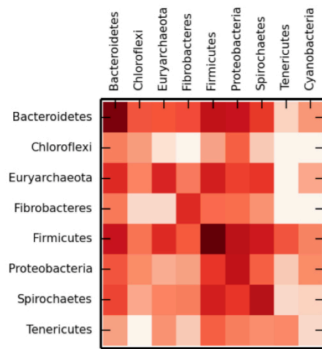 Bacteroidetes
Chloroflexi
Euryarchaeota
Fibrobacteres
Firmicutes
Proteobacteria
Spirochaetes
Tenericutes
Cyanobacteria
Bacteroidetes
Chloroflexi
Euryarchaeota
Fibrobacteres
Firmicutes
Proteobacteria
Spirochaetes
Tenericutes